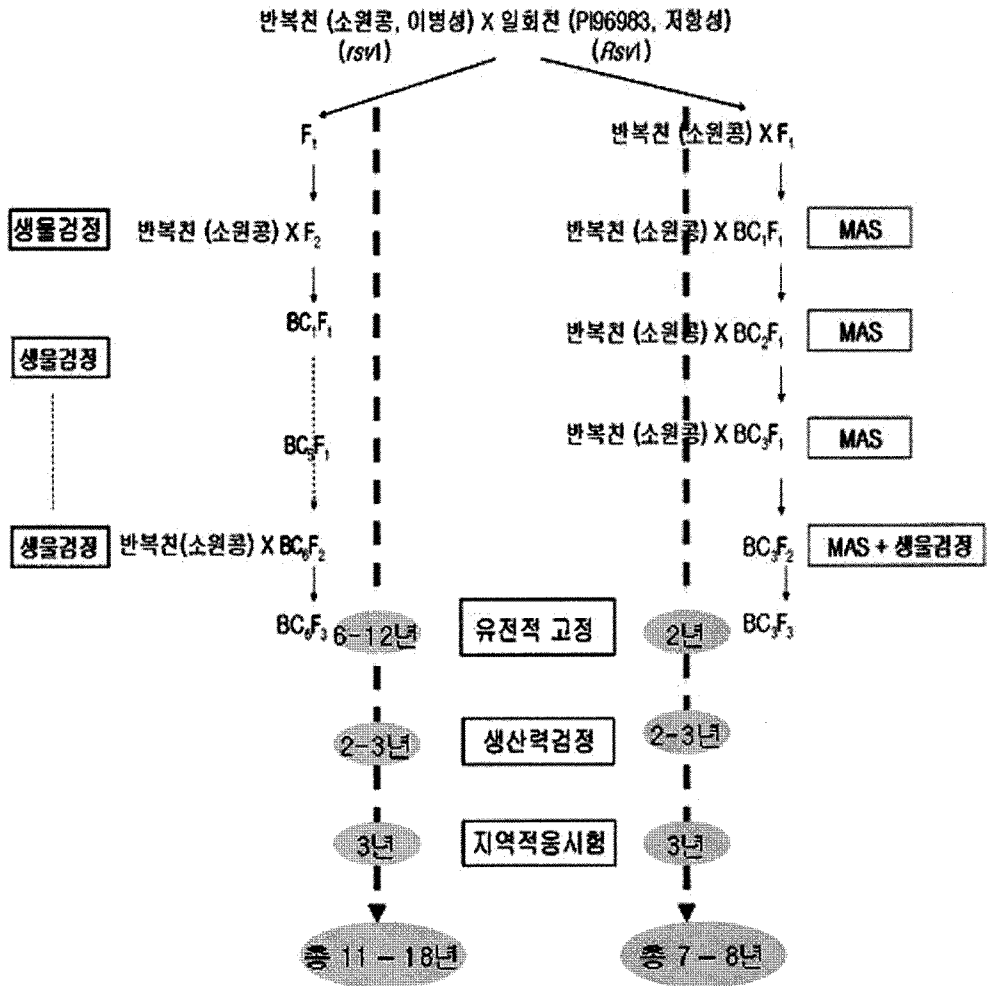 반복친 (소원콩, 이병성) X 일회친 (PI96983, 저항성)
(rsv1) (Rsv1)
F₁ 반복친 (소원콩) X F₁
생물검정 반복친 (소원콩) X F₂ 반복친 (소원콩) X BC₁F₁ MAS
BC₁F₁
생물검정 반복친 (소원콩) X BC₂F₁ MAS
BC₅F₁ 반복친 (소원콩) X BC₃F₁ MAS
생물검정 반복친(소원콩) X BC₆F₂ BC₃F₂ MAS + 생물검정
BC₆F₃ 6-12년 유전적 고정 2년 BC₃F₃
2-3년 생산력검정 2-3년
3년 지역적응시험 3년
총 11 – 18년 총 7 – 8년